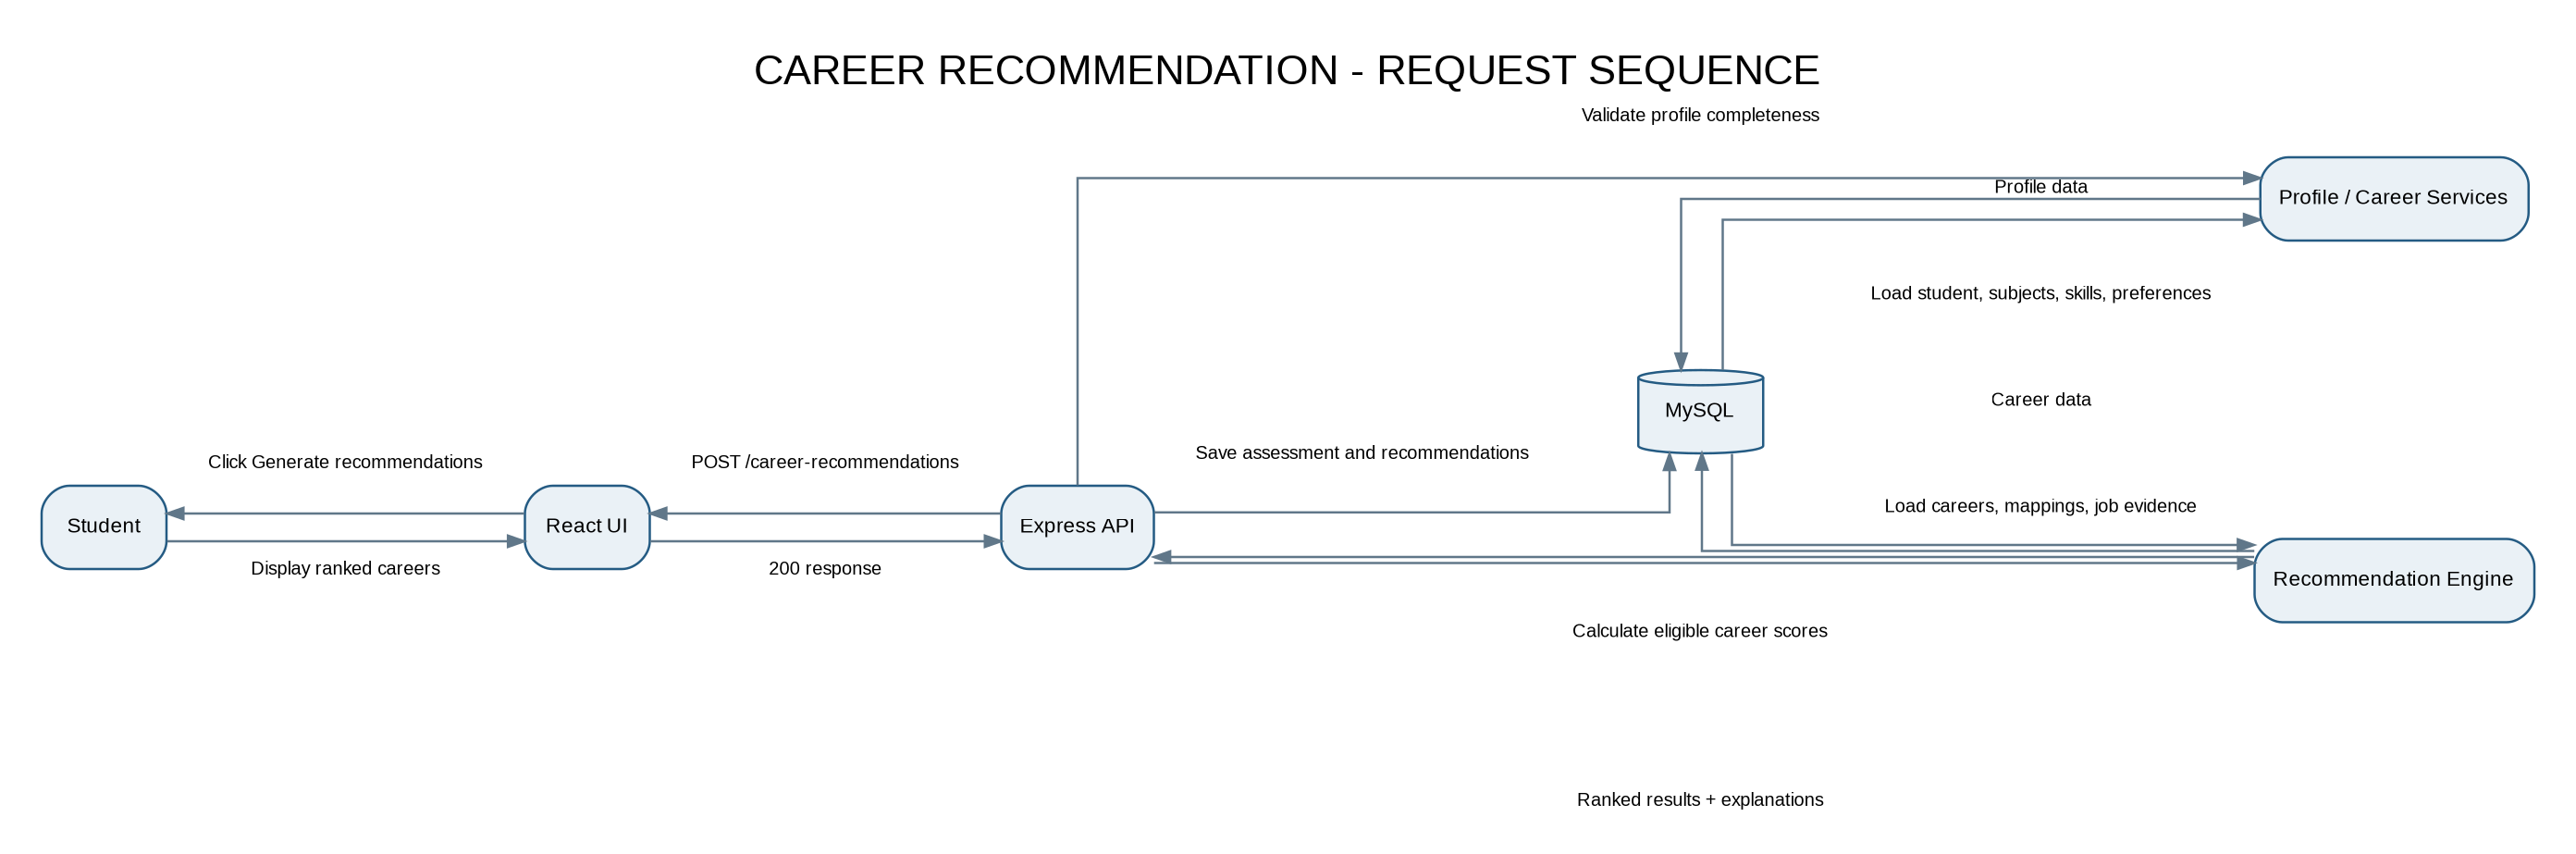 CAREER RECOMMENDATION - REQUEST SEQUENCE
Validate profile completeness
Profile data
Profile / Career Services
Load student, subjects, skills, preferences
Career data
MySQL
Save assessment and recommendations
Click Generate recommendations
POST /career-recommendations
Load careers, mappings, job evidence
Student
React UI
Express API
Display ranked careers
200 response
Recommendation Engine
Calculate eligible career scores
Ranked results + explanations